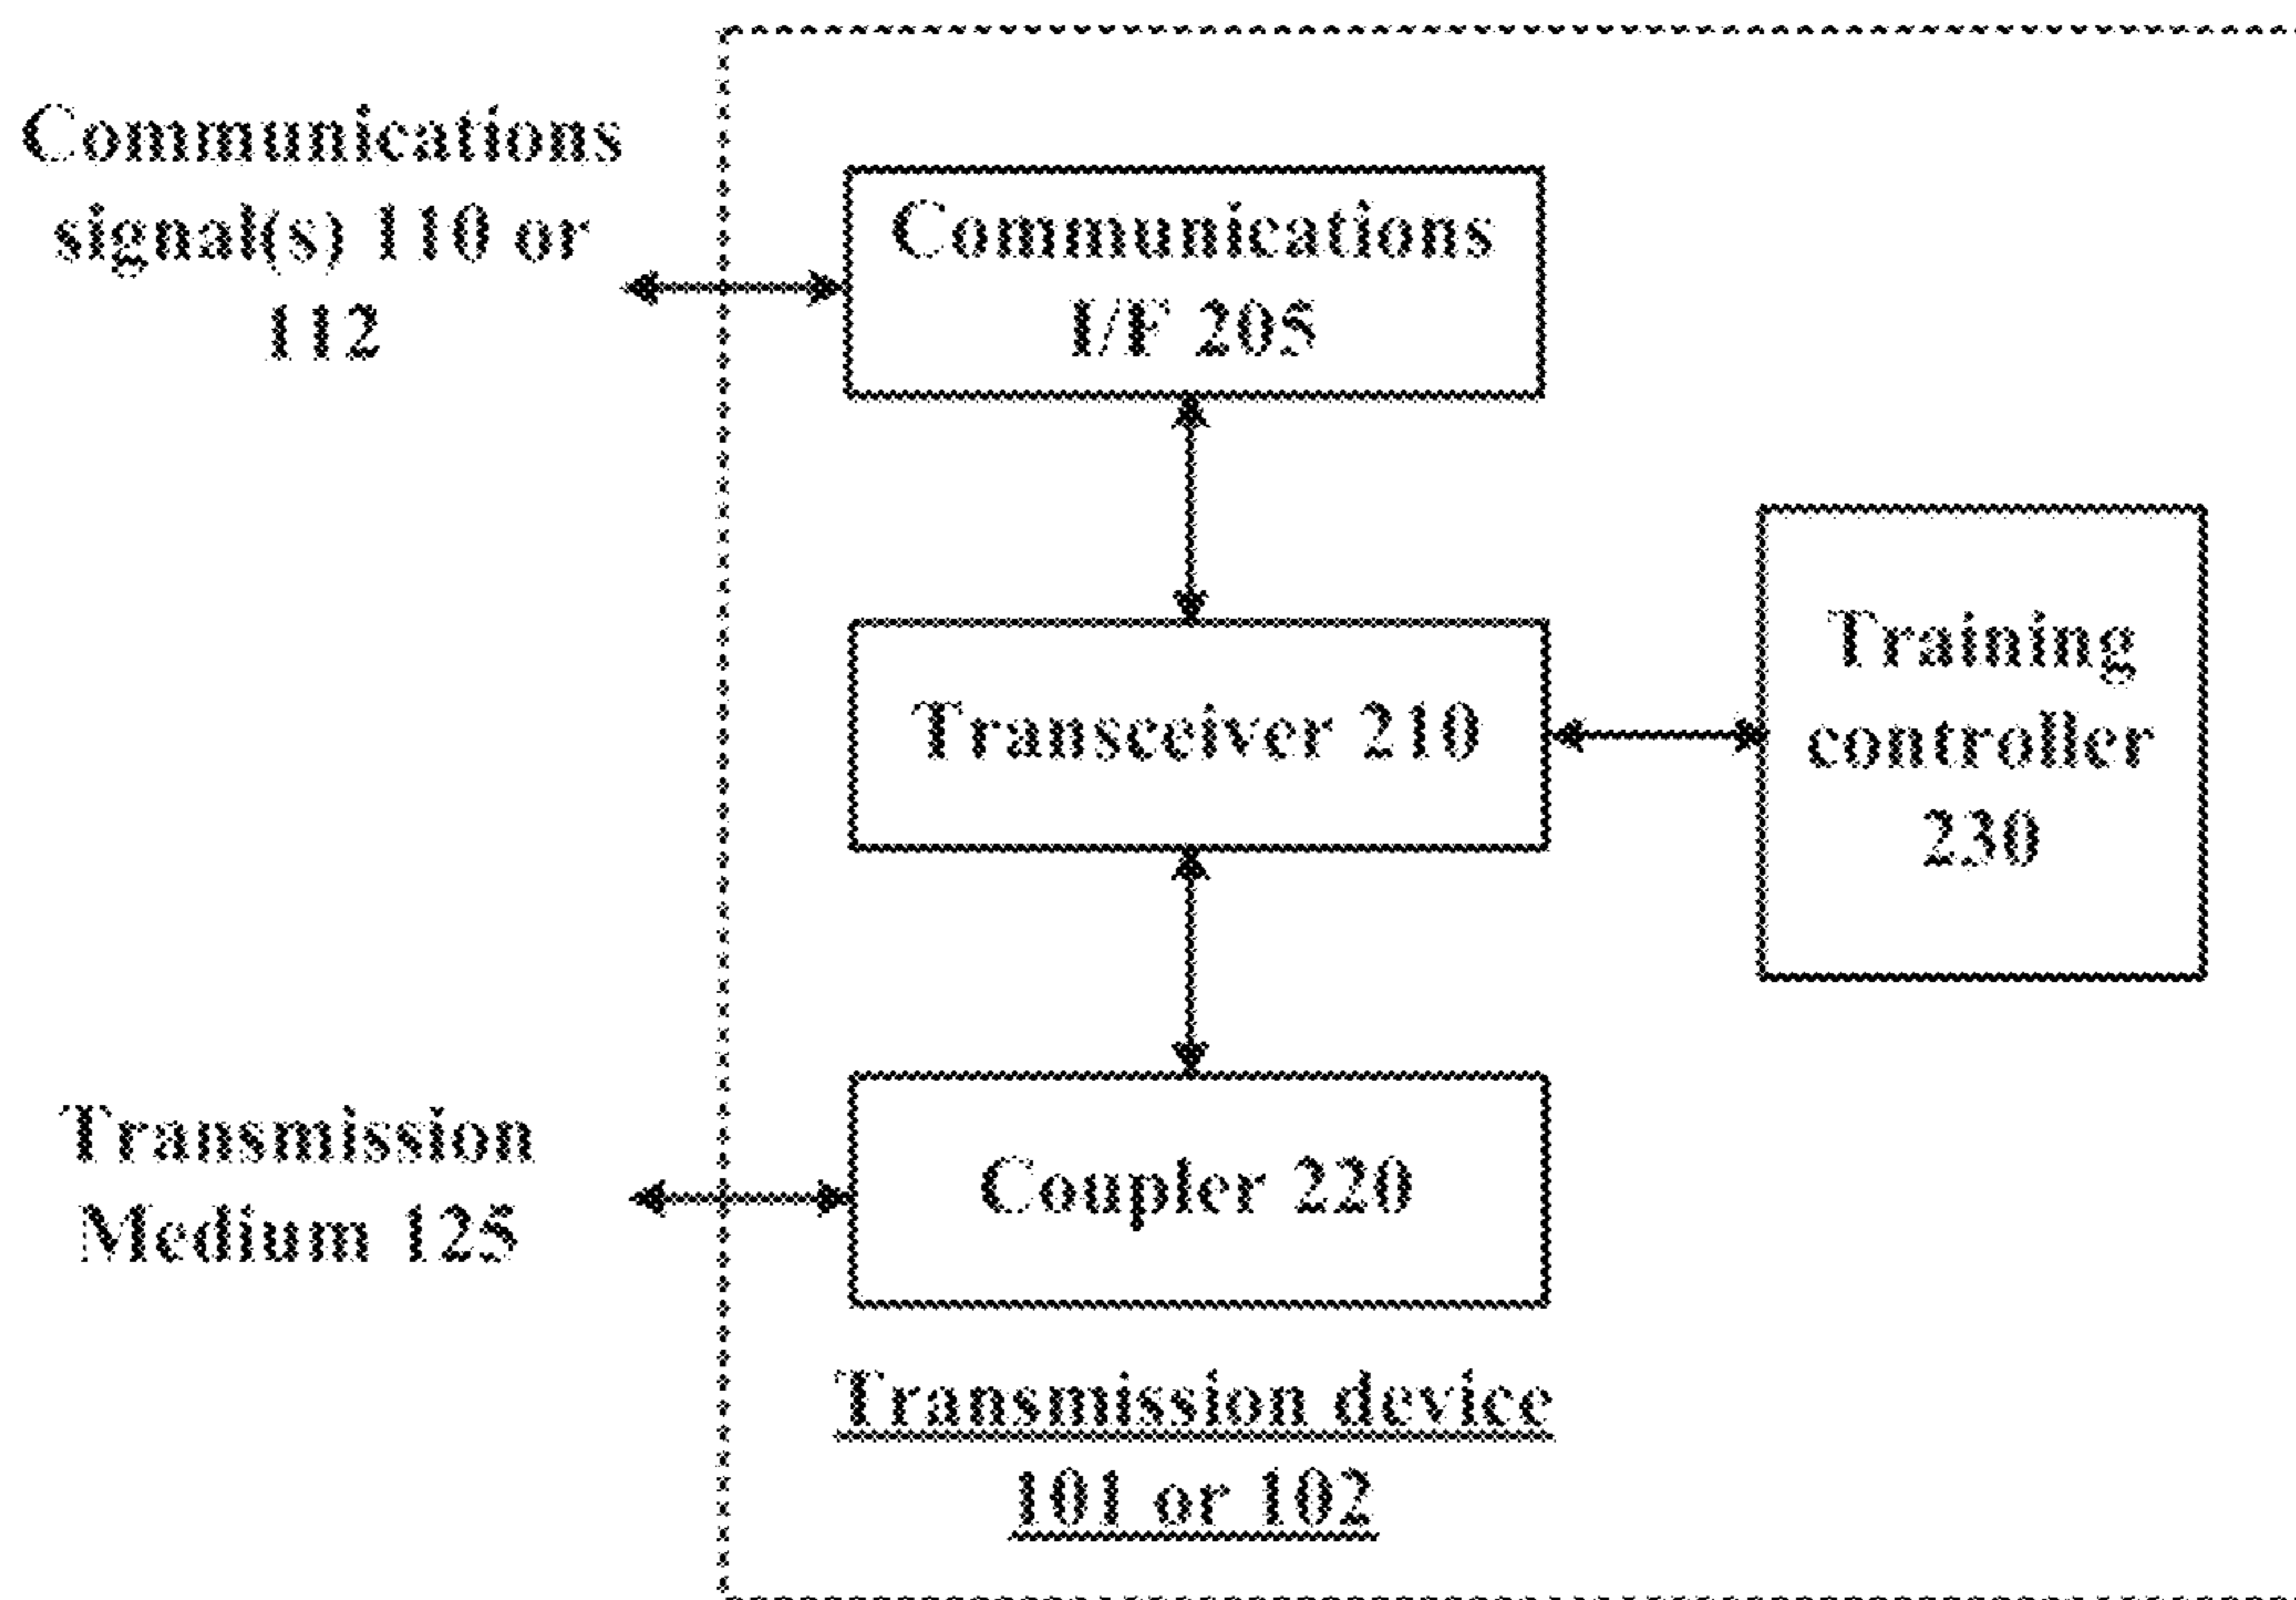 Communications
signal(s) 110 or
112
Communications
I/F 205
Transceiver 210
Training
controller
230
Transmission
Medium 125
Coupler 220
Transmission device
101 or 102